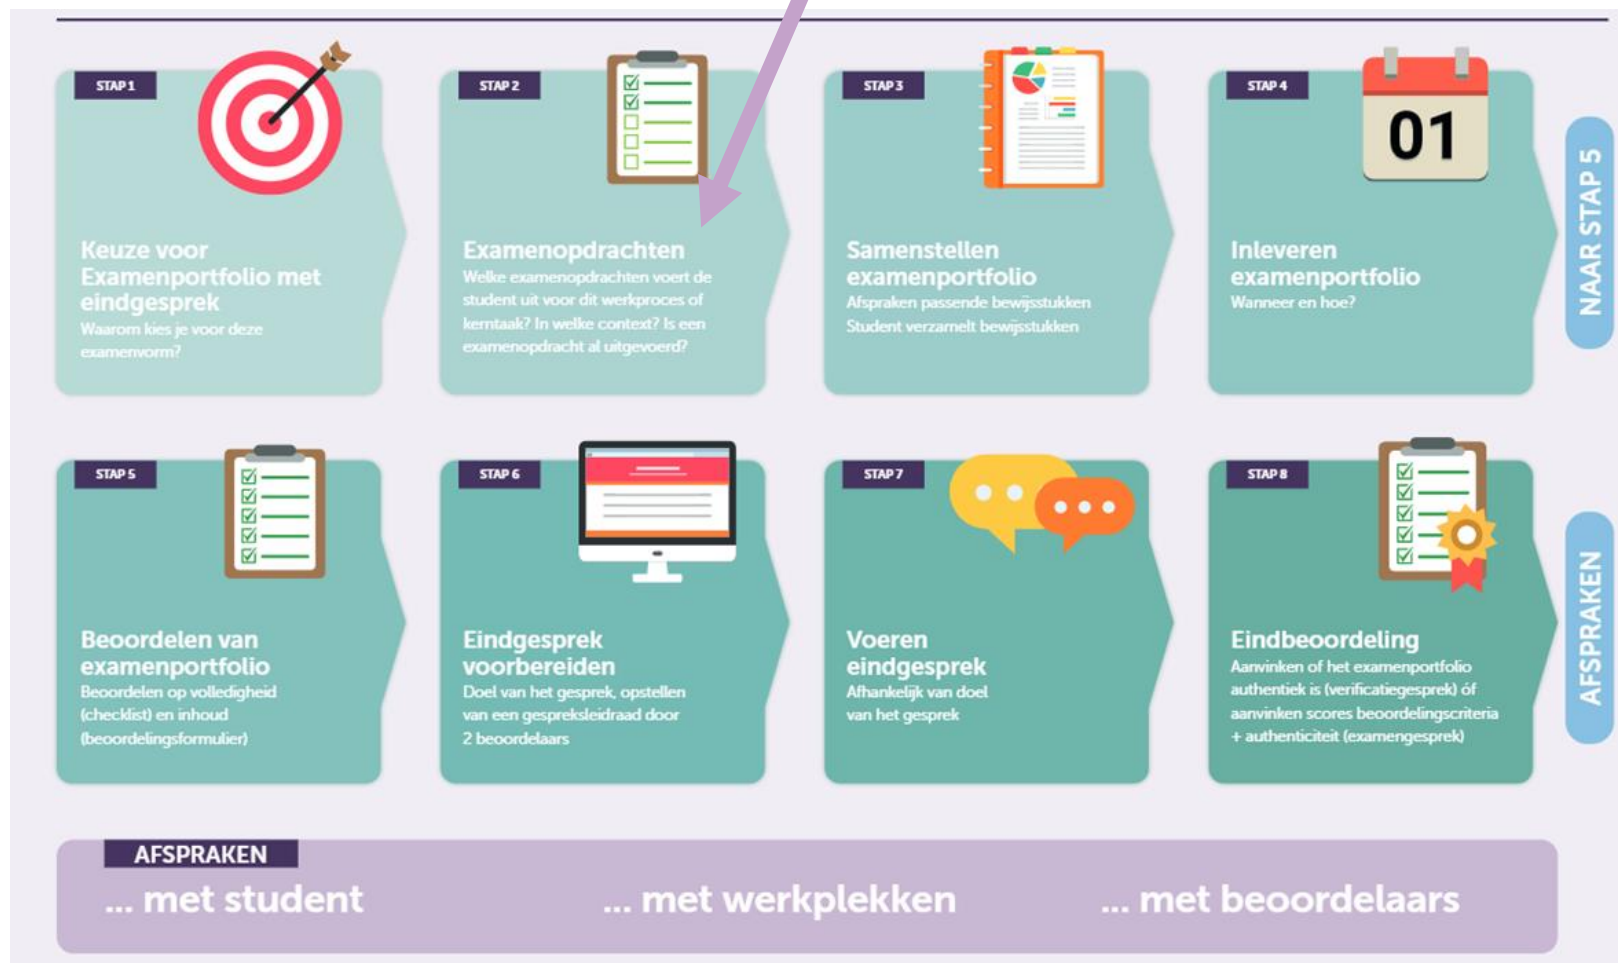 STAP 1
Keuze voor
Examenportfolio met
eindgesprek
Waarom kies je voor deze
examenvorm?
STAP 2
Examenopdrachten
Welke examenopdrachten voert de
student uit voor dit werkproces of
kerntaak? In welke context? Is een
examenopdracht al uitgevoerd?
STAP 3
Samenstellen
examenportfolio
Afspraken passende bewijsstukken
Student verzamelt bewijsstukken
STAP 4
01
Inleveren
examenportfolio
Wanneer en hoe?
NAAR STAP 5
STAP 5
Beoordelen van
examenportfolio
Beoordelen op volledigheid
(checklist) en inhoud
(beoordelingsformulier)
STAP 6
Eindgesprek
voorbereiden
Doel van het gesprek, opstellen
van een gespreksleidraad door
2 beoordelaars
STAP 7
Voeren
eindgesprek
Afhankelijk van doel
van het gesprek
STAP 8
Eindbeoordeling
Aanvinken of het examenportfolio
authentiek is (verificatiegesprek) óf
aanvinken scores beoordelingscriteria
+ authenticiteit (examengesprek)
AFSPRAKEN
AFSPRAKEN
... met student
... met werkplekken
... met beoordelaars